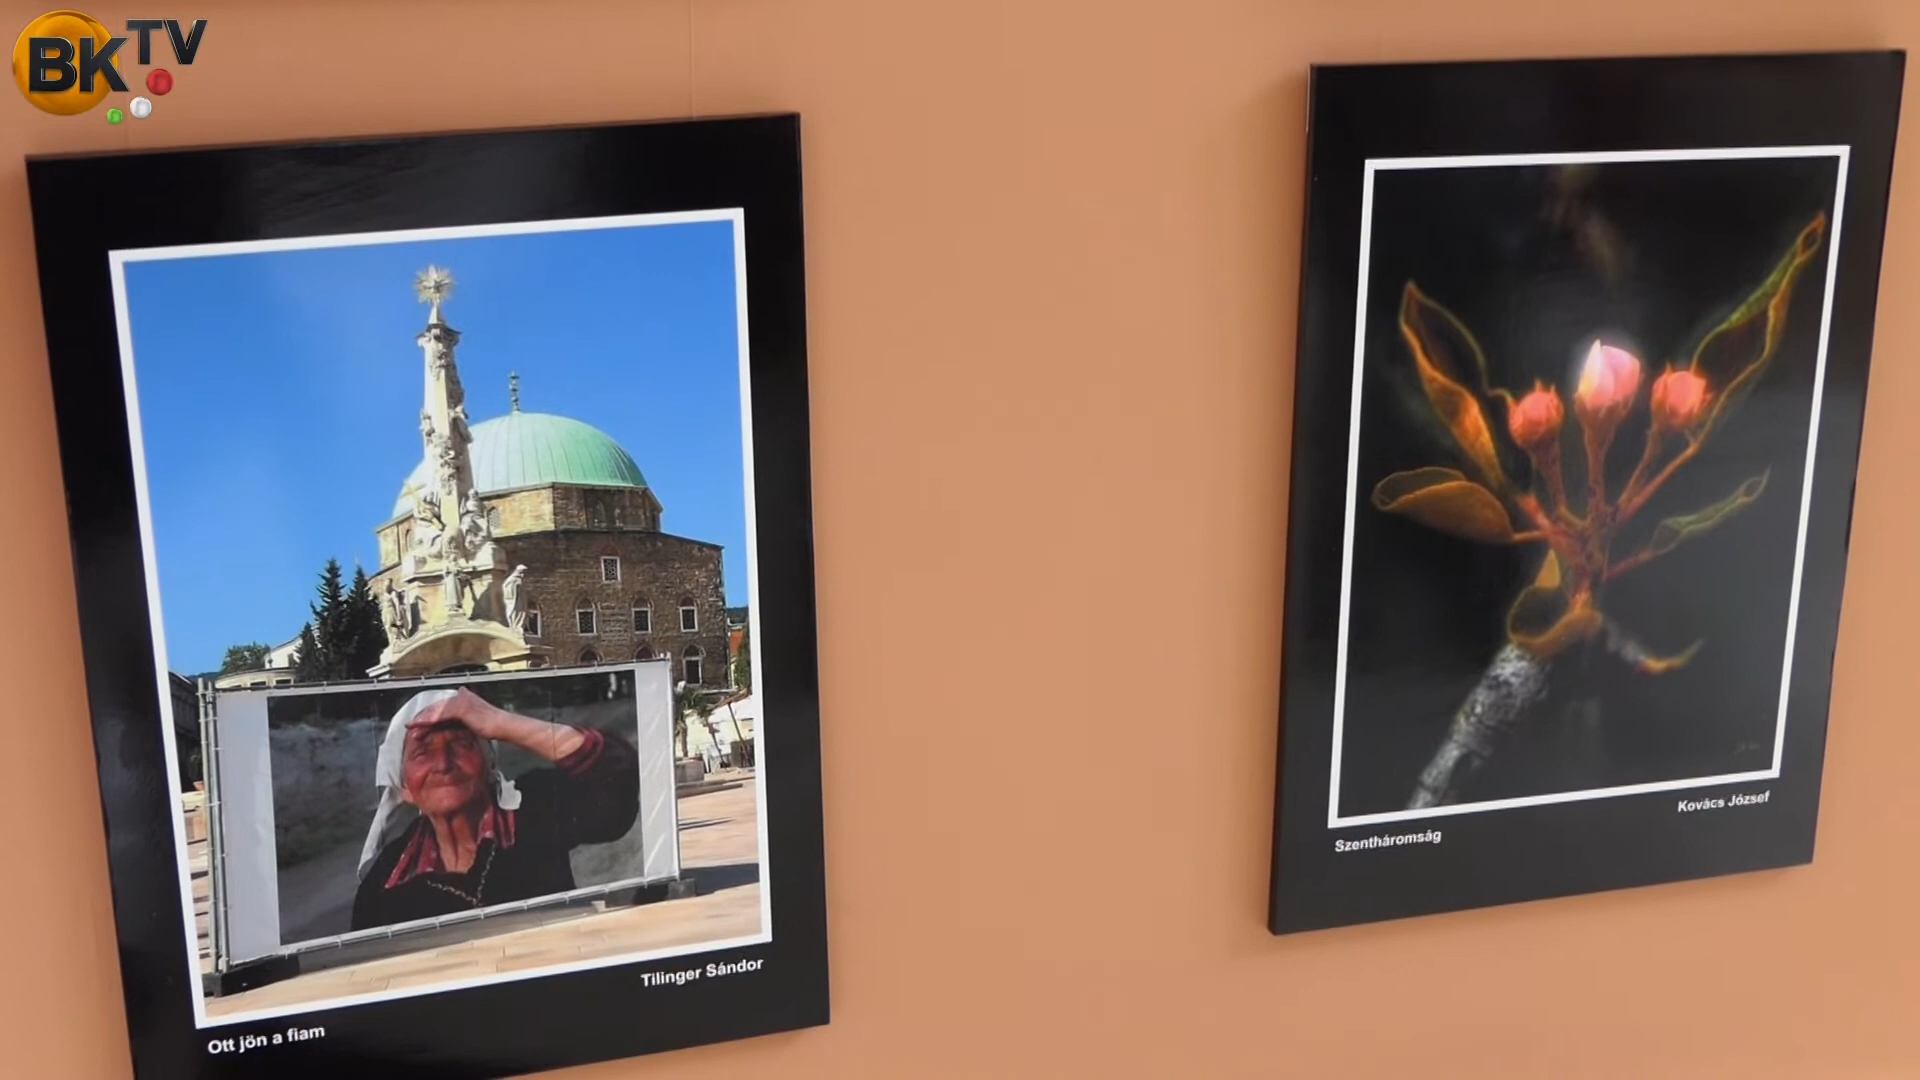 BKTV
Ott jön a fiam
Tilinger Sándor
Szentháromság
Kovács József